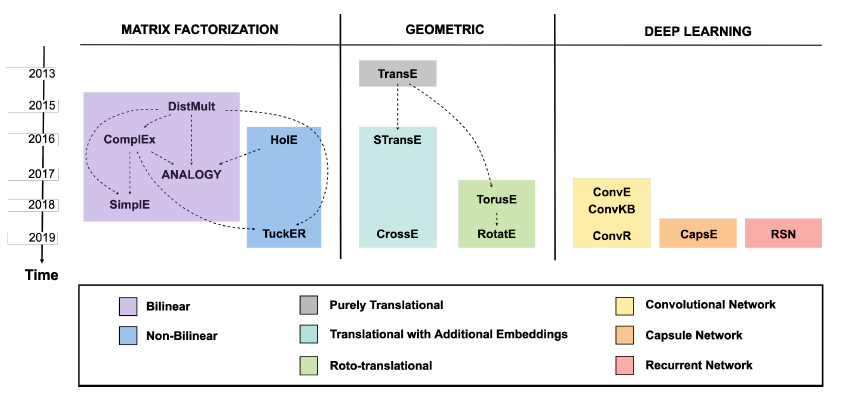 MATRIX FACTORIZATION GEOMETRIC DEEP LEARNING
2013 TransE
2015 DistMult
2016 ComplEx HolE STransE
2017 ANALOGY
2018 SimplE TorusE ConvE
ConvKB
2019 TuckER CrossE RotatE ConvR CapsE RSN
Time
Bilinear Purely Translational Convolutional Network
Non-Bilinear Translational with Additional Embeddings Capsule Network
Roto-translational Recurrent Network